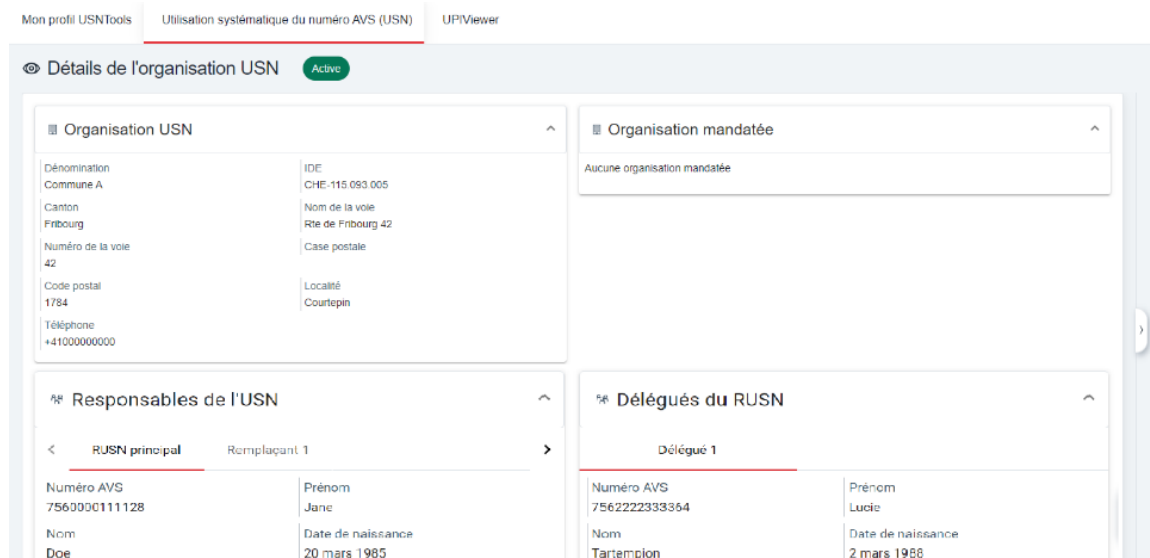 Mon profil USNTools Utilisation systématique du numéro AVS (USN) UPIViewer
Détails de l'organisation USN Active
Organisation USN
Dénomination IDE
Commune A CHE-115.093.005
Canton Nom de la voie
Fribourg Rte de Fribourg 42
Numéro de la voie Case postale
42
Code postal Localité
1784 Courtepin
Téléphone
+41000000000
Organisation mandatée
Aucune organisation mandatée
Responsables de l'USN
RUSN principal Remplaçant 1
Numéro AVS Prénom
7560000111128 Jane
Nom Date de naissance
Doe 20 mars 1985
Délégués du RUSN
Délégué 1
Numéro AVS Prénom
7562222333364 Lucie
Nom Date de naissance
Tartempion 2 mars 1988